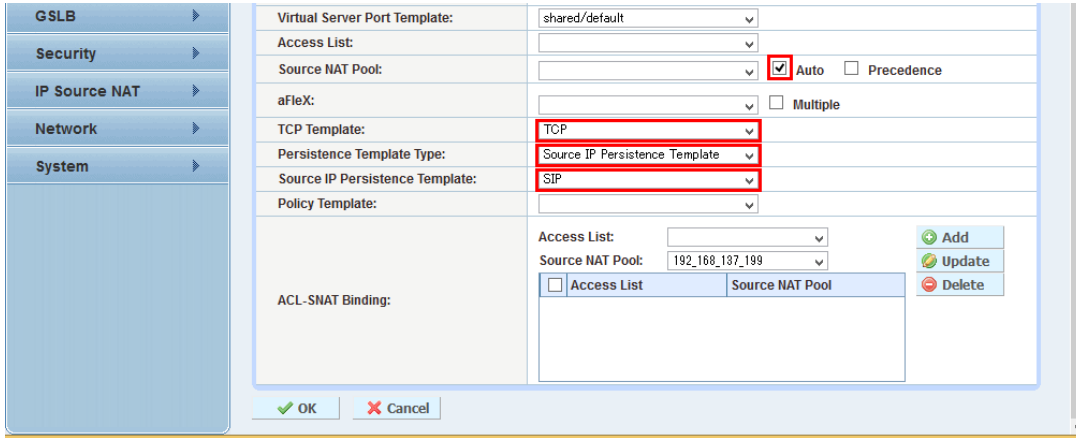 GSLB
Security
IP Source NAT
Network
System
Virtual Server Port Template: shared/default
Access List:
Source NAT Pool: Auto Precedence
aFleX: Multiple
TCP Template: TCP
Persistence Template Type: Source IP Persistence Template
Source IP Persistence Template: SIP
Policy Template:
ACL-SNAT Binding:
Access List: Add
Source NAT Pool: 192_168_137_199 Update
Access List Source NAT Pool Delete
OK Cancel